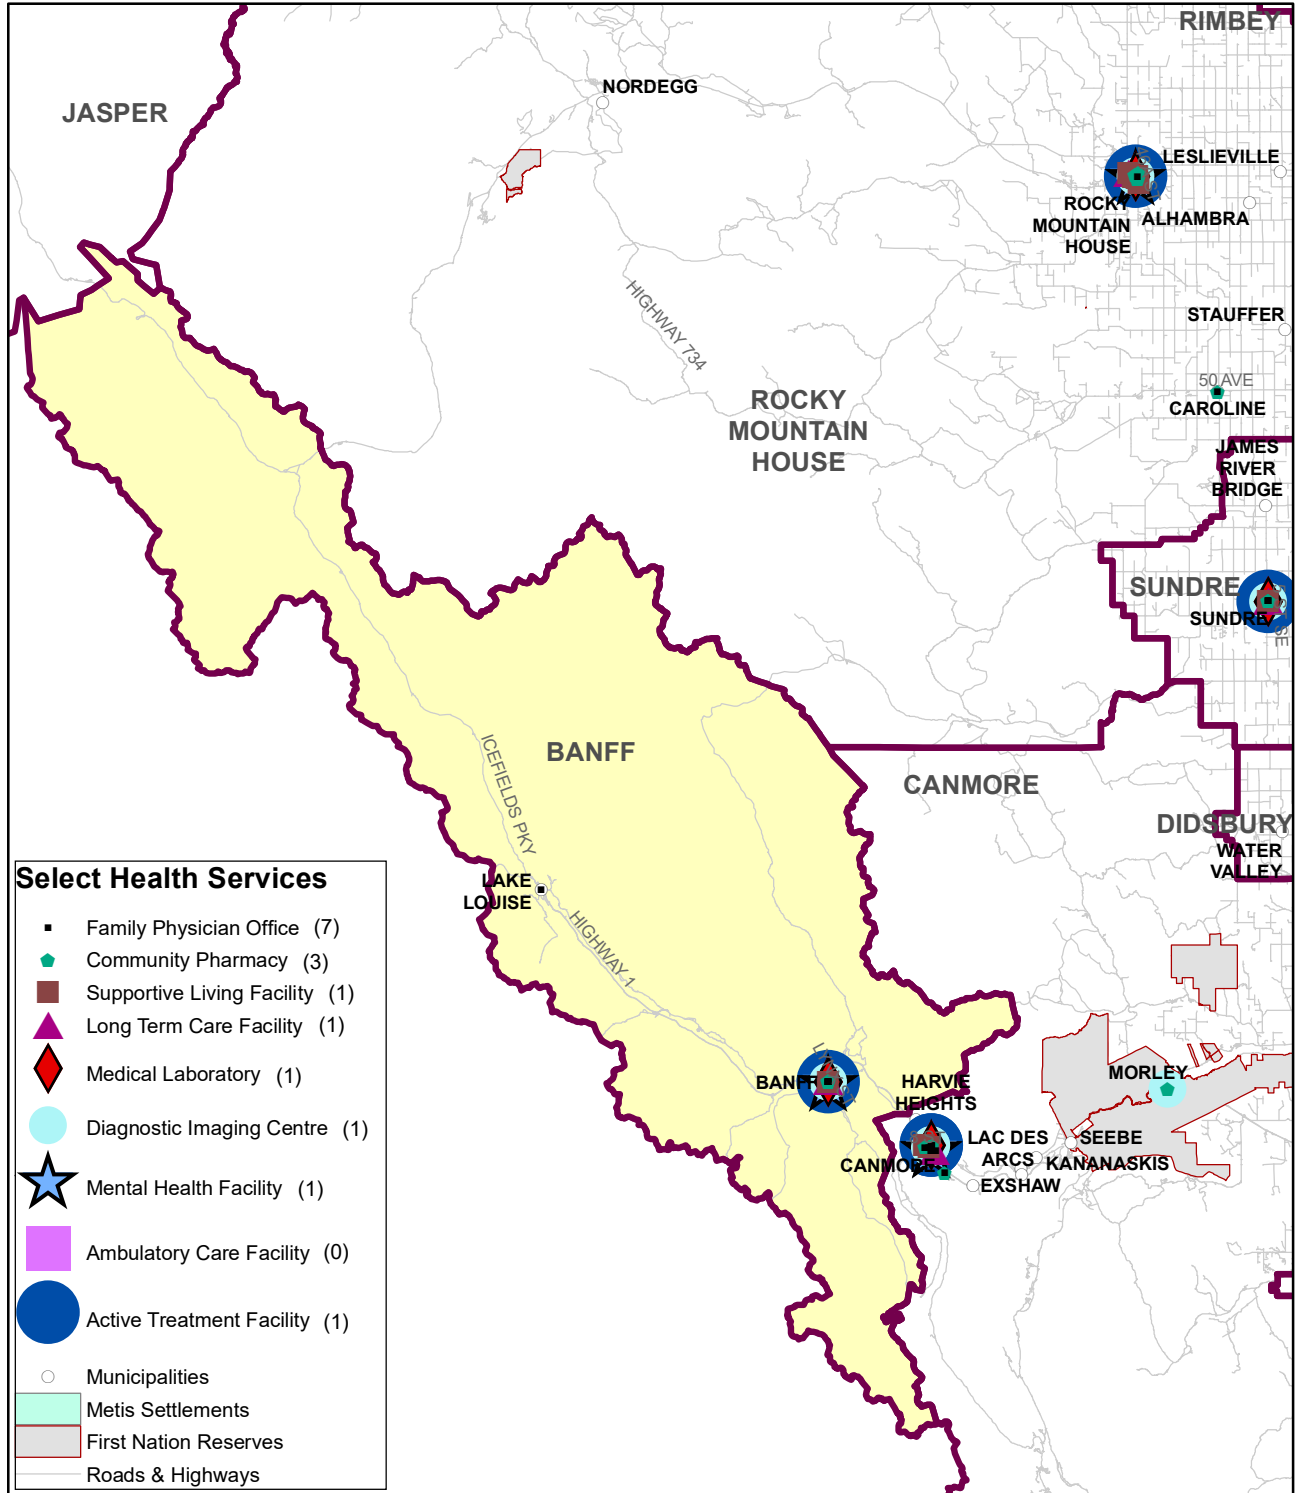 RIMBEY
JASPER
NORDEGG
LESLIEVILLE
ROCKY
MOUNTAIN
HOUSE
ALHAMBRA
STAUFFER
HIGHWAY 734
50 AVE
CAROLINE
ROCKY
MOUNTAIN
HOUSE
JAMES
RIVER
BRIDGE
SUNDRE
SUNDRE
BANFF
ICEFIELDS PKY
CANMORE
DIDSBURY
WATER
VALLEY
LAKE
LOUISE
HIGHWAY 1
BANFF
HARVIE
HEIGHTS
MORLEY
CANMORE
LAC DES
ARCS
SEEBE
KANANASKIS
EXSHAW
Select Health Services
Family Physician Office (7)
Community Pharmacy (3)
Supportive Living Facility (1)
Long Term Care Facility (1)
Medical Laboratory (1)
Diagnostic Imaging Centre (1)
Mental Health Facility (1)
Ambulatory Care Facility (0)
Active Treatment Facility (1)
Municipalities
Metis Settlements
First Nation Reserves
Roads & Highways